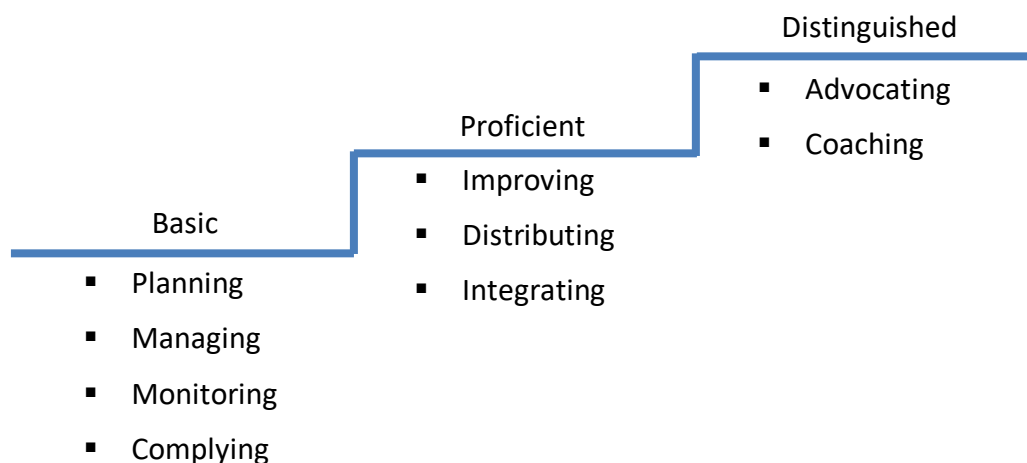 Distinguished
▪ Advocating
▪ Coaching
Proficient
▪ Improving
▪ Distributing
▪ Integrating
Basic
▪ Planning
▪ Managing
▪ Monitoring
▪ Complying